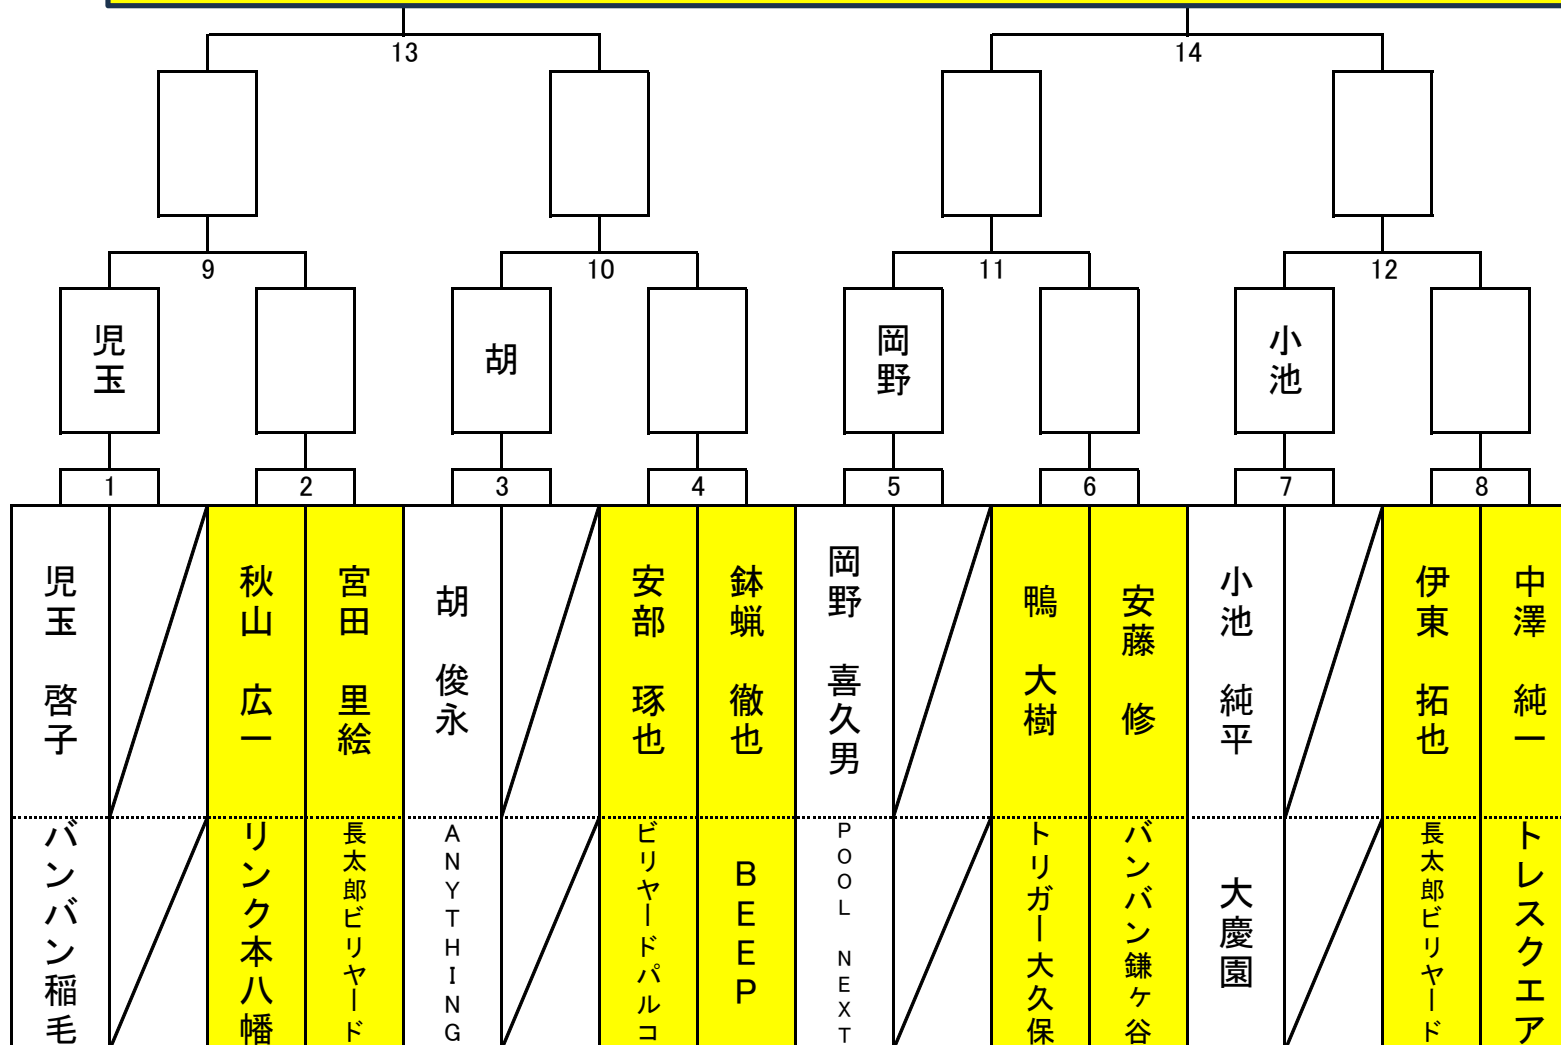 13
14
9
10
11
12
児玉
胡
岡野
小池
1
2
3
4
5
6
7
8
児玉 啓子
秋山 広一
宮田 里絵
胡 俊永
安部 琢也
鉢蝋 徹也
岡野 喜久男
鴨 大樹
安藤 修
小池 純平
伊東 拓也
中澤 純一
バンバン稲毛
リンク本八幡
長太郎ビリヤード
ANYTHING
ビリヤードパルコ
BEEP
POOL NEXT
トリガー大久保
バンバン鎌ヶ谷
大慶園
長太郎ビリヤード
トレスクエア